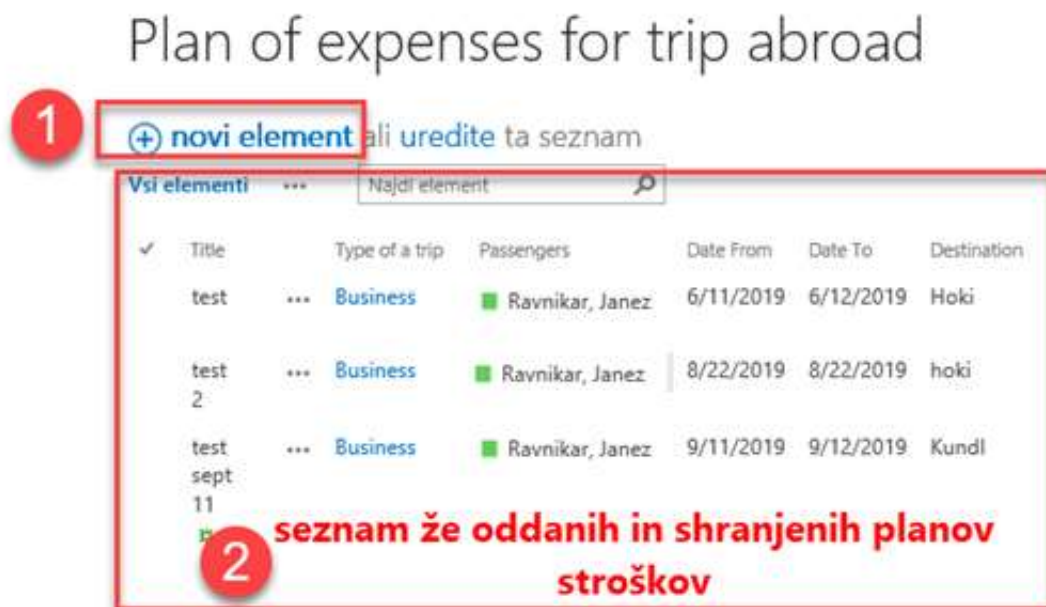 Plan of expenses for trip abroad
1
novi element ali uredite ta seznam
Vsi elementi ... Najdi element
Title Type of a trip Passengers Date From Date To Destination
test ... Business Ravnikar, Janez 6/11/2019 6/12/2019 Hoki
test ... Business Ravnikar, Janez 8/22/2019 8/22/2019 hoki
2
test ... Business Ravnikar, Janez 9/11/2019 9/12/2019 Kundl
sept
11
2
seznam že oddanih in shranjenih planov
stroškov